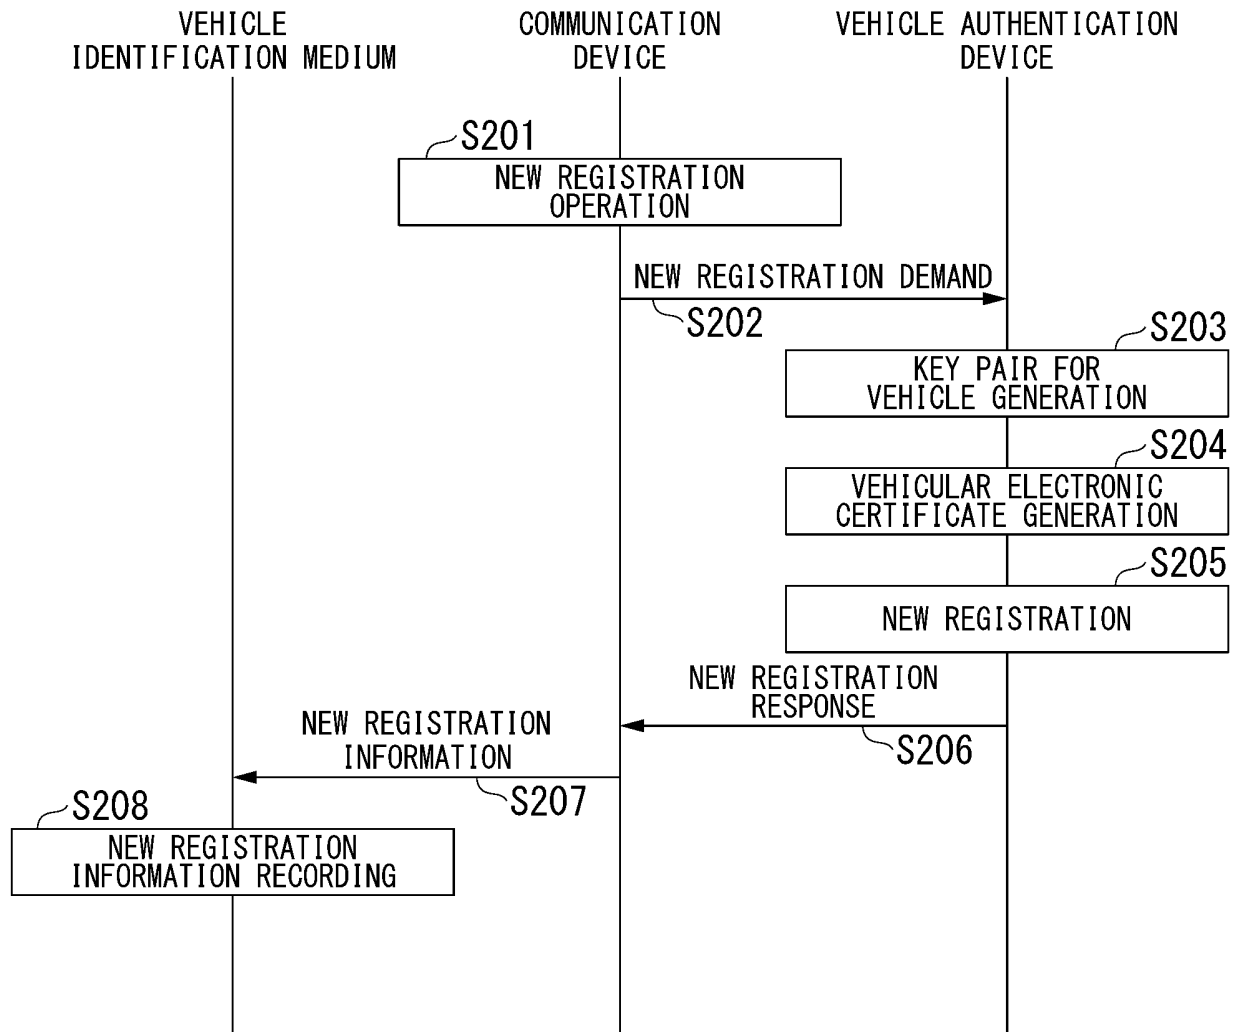 VEHICLE
IDENTIFICATION MEDIUM
COMMUNICATION
DEVICE
VEHICLE AUTHENTICATION
DEVICE
S201
NEW REGISTRATION
OPERATION
NEW REGISTRATION DEMAND
S202
S203
KEY PAIR FOR
VEHICLE GENERATION
S204
VEHICULAR ELECTRONIC
CERTIFICATE GENERATION
S205
NEW REGISTRATION
NEW REGISTRATION
RESPONSE
S206
NEW REGISTRATION
INFORMATION
S207
S208
NEW REGISTRATION
INFORMATION RECORDING